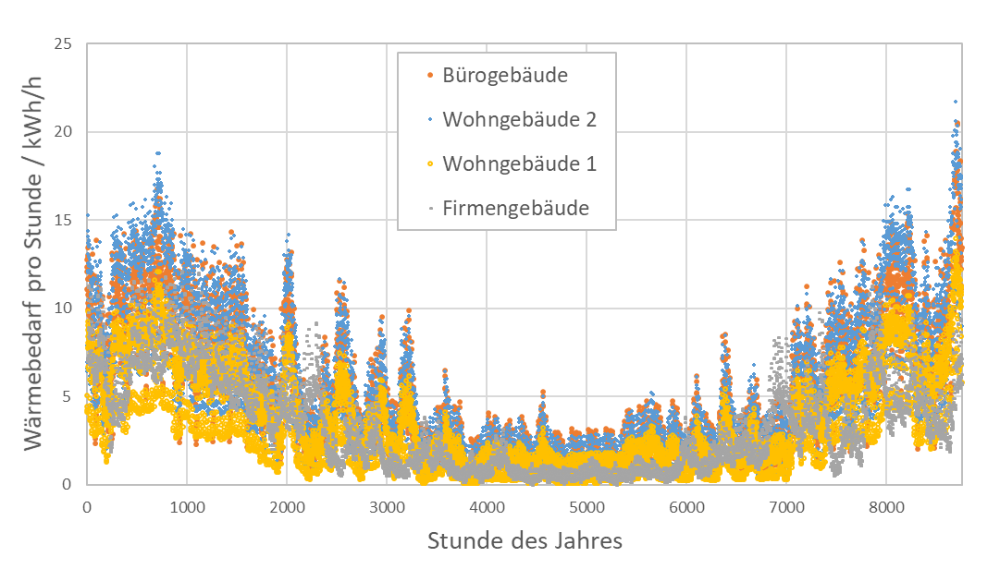 25
20
15
10
5
0
Wärmebedarf pro Stunde / kWh/h
Bürogebäude
Wohngebäude 2
Wohngebäude 1
Firmengebäude
0 1000 2000 3000 4000 5000 6000 7000 8000
Stunde des Jahres